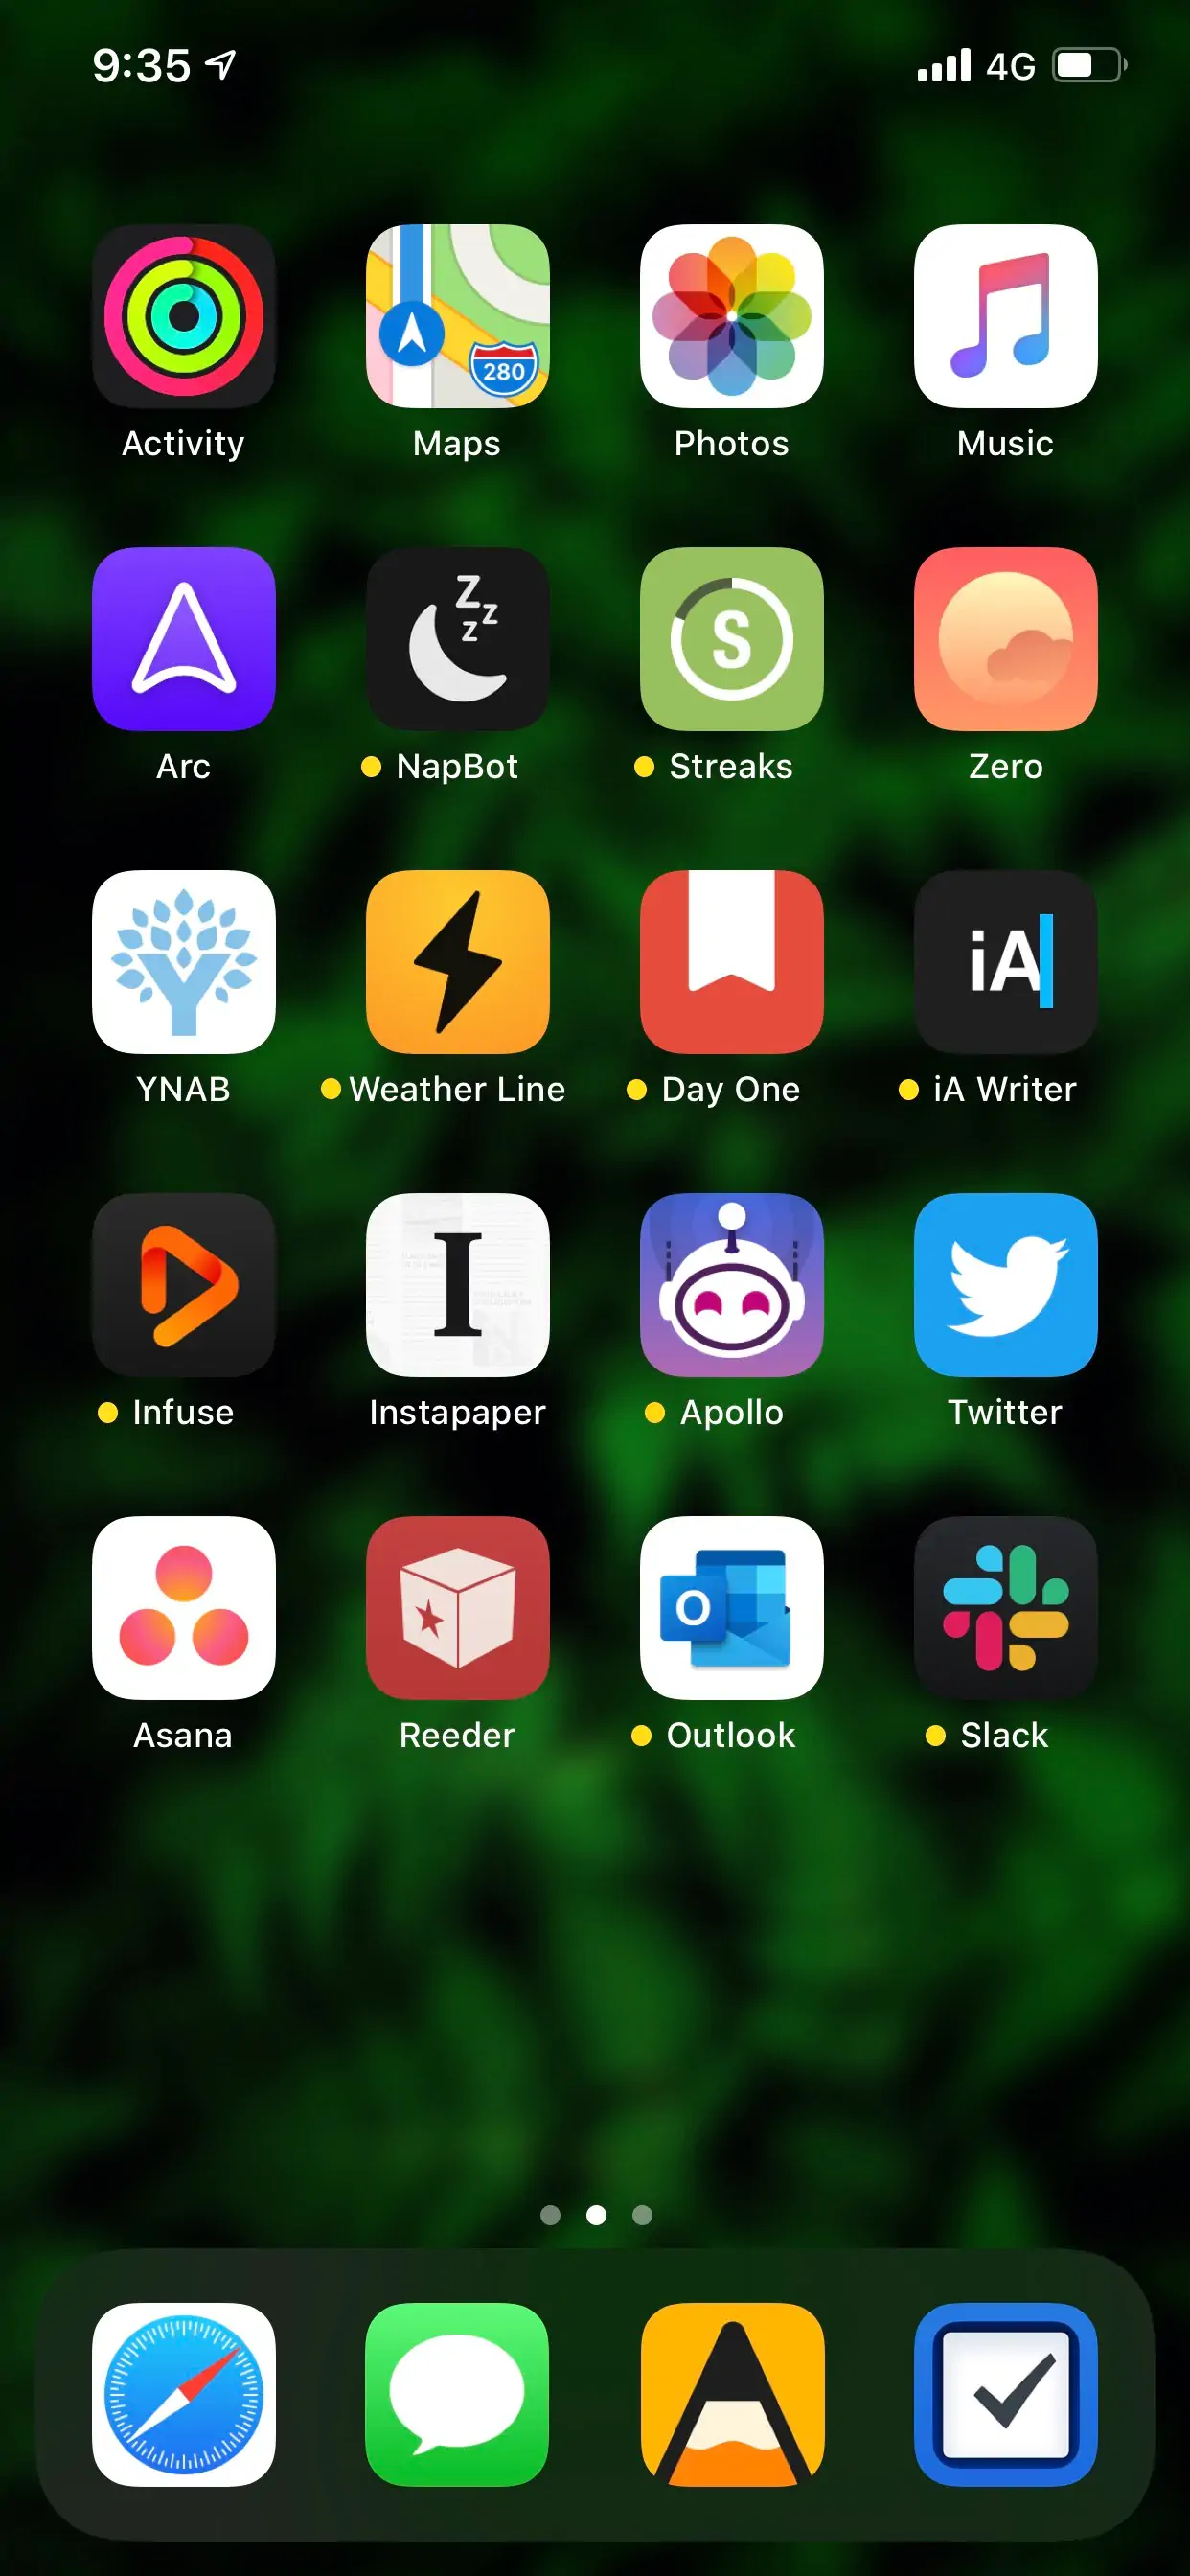 9:35 4G
280
Activity Maps Photos Music
Z
z
z
S
Arc NapBot Streaks Zero
Y iA
YNAB Weather Line Day One iA Writer
I
Infuse Instapaper Apollo Twitter
O
Asana Reeder Outlook Slack